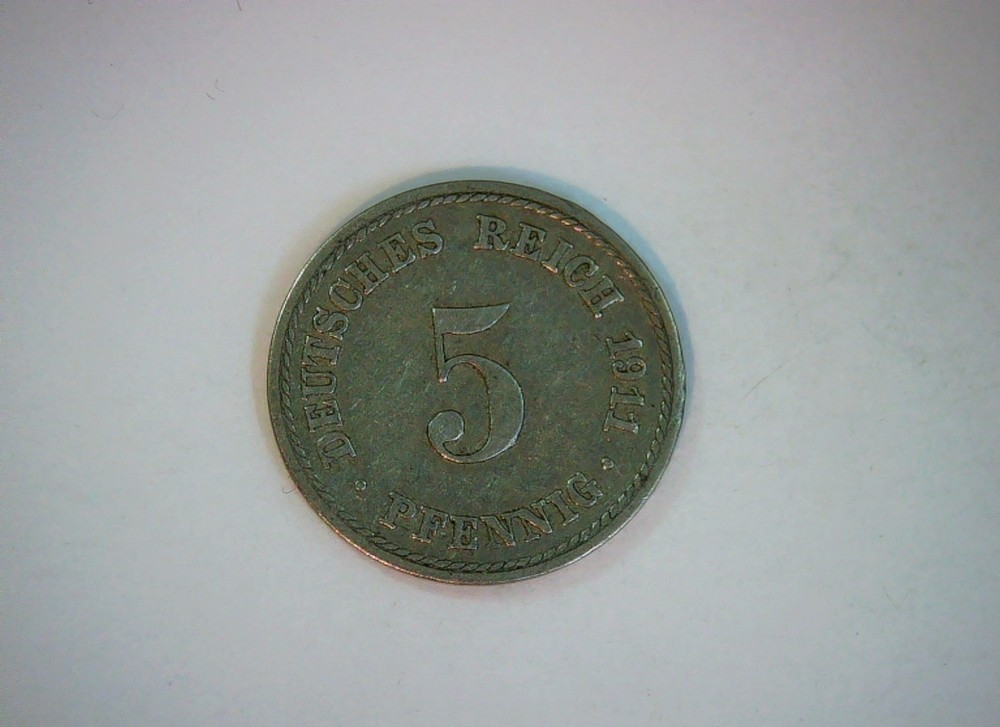 DEUTSCHES REICH 1911
5
PFENNIG